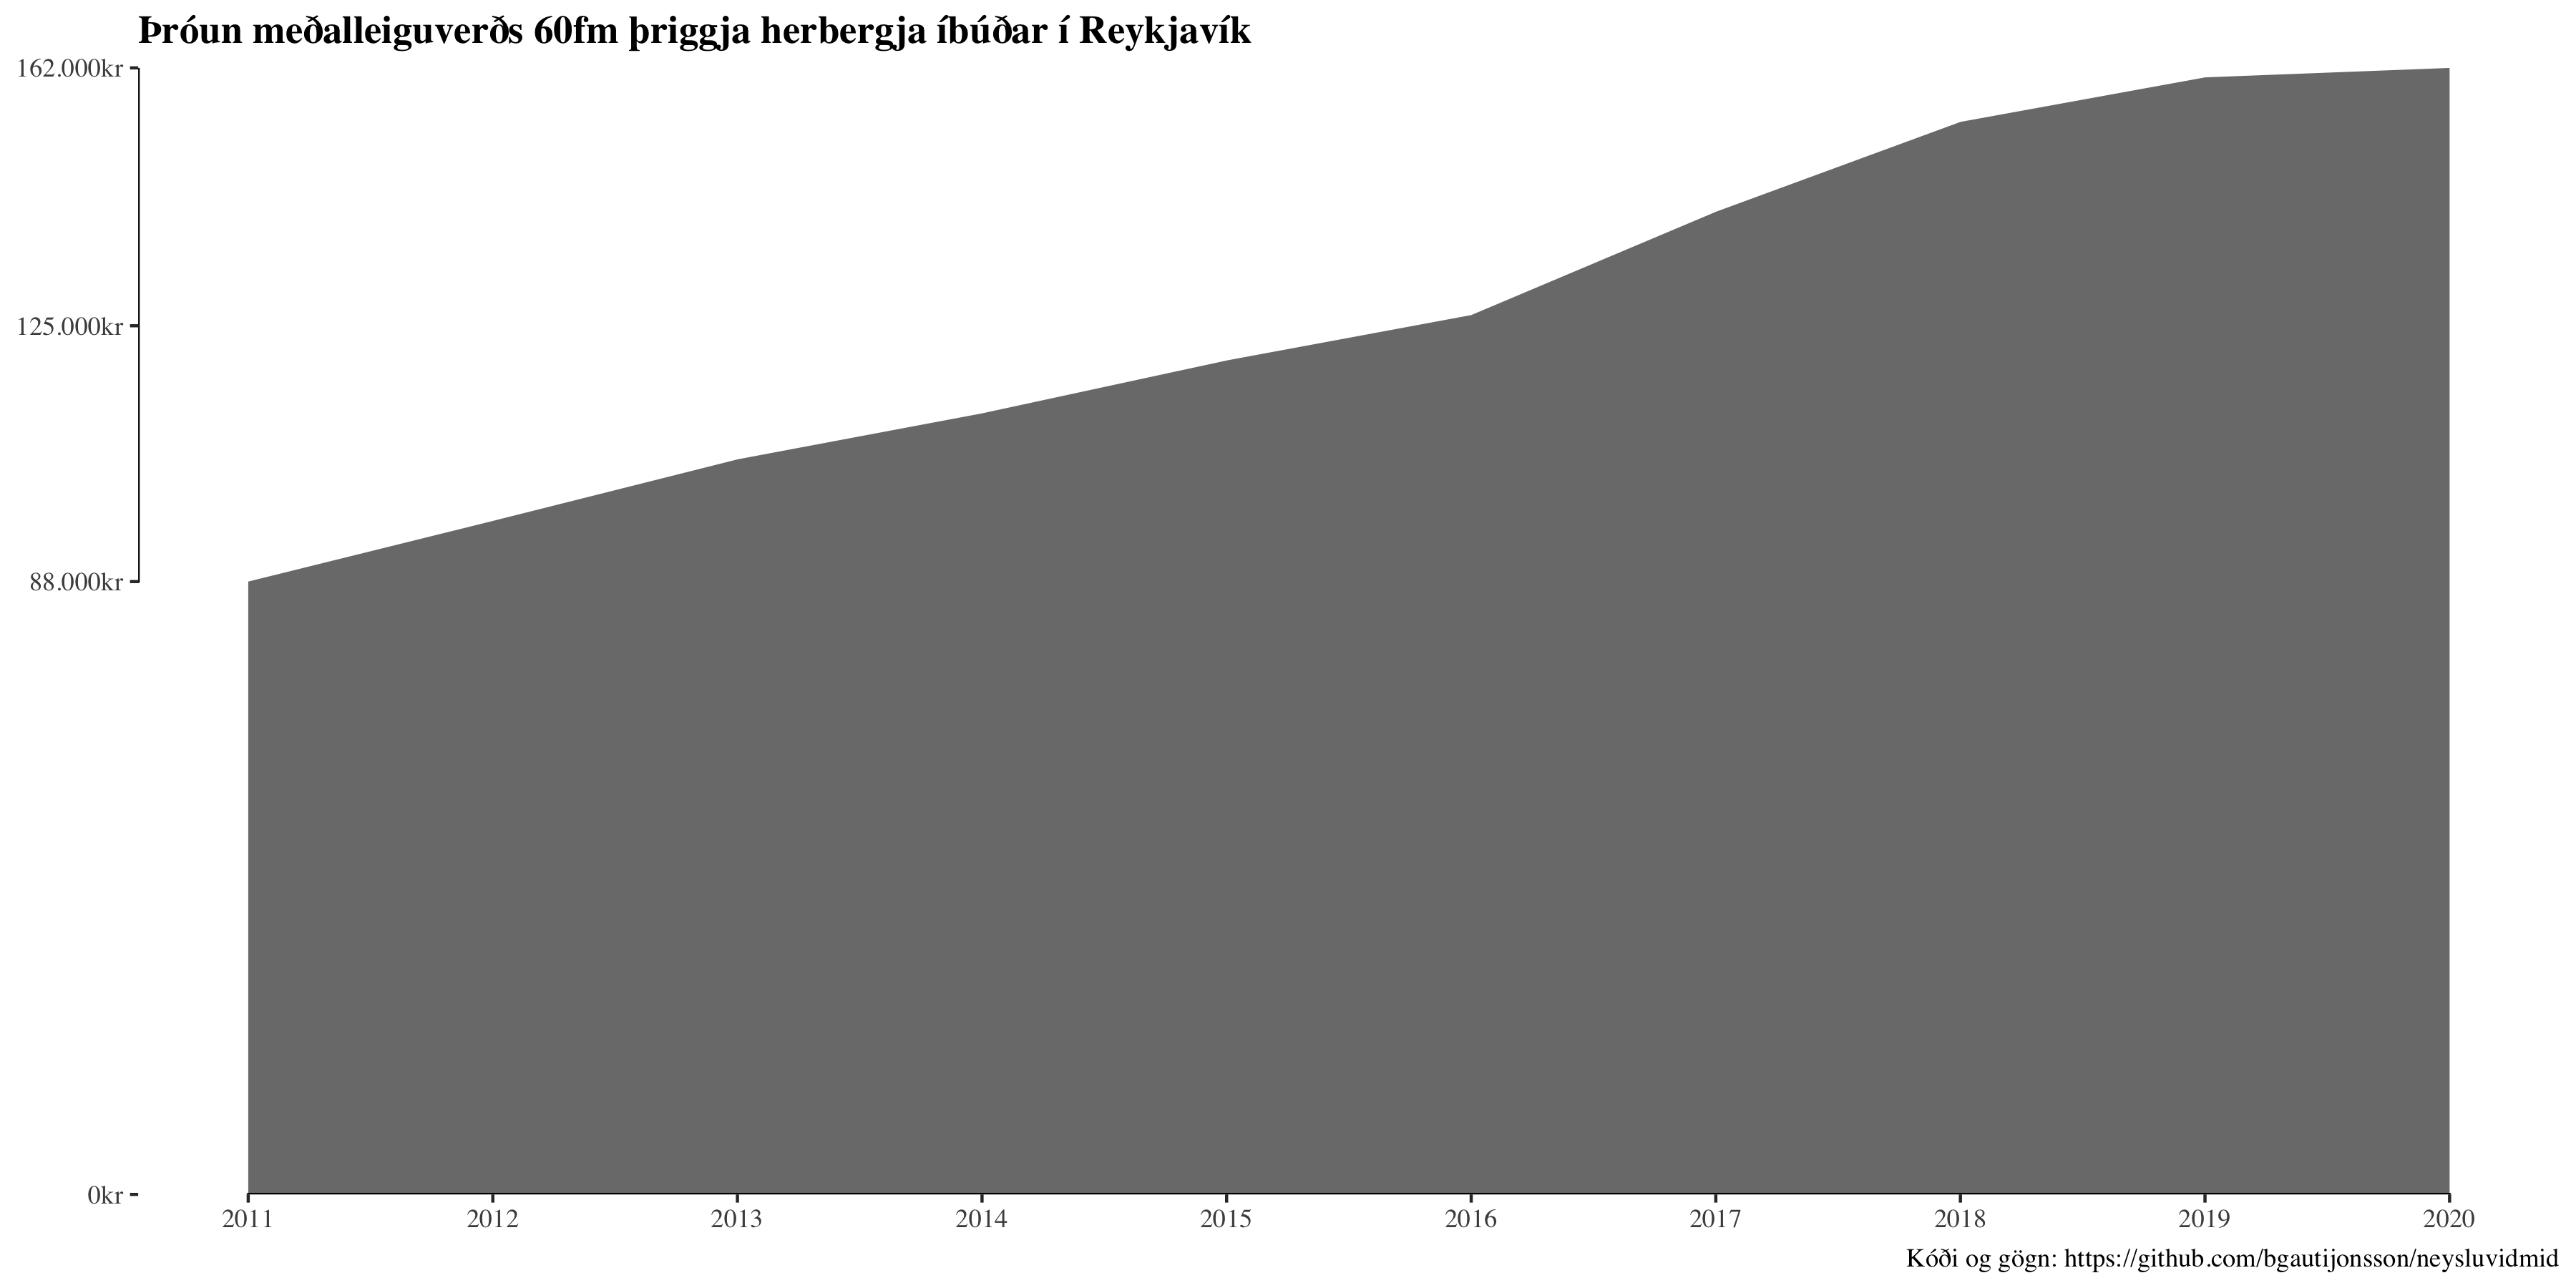 Þróun meðalleiguverðs 60fm þriggja herbergja íbúðar í Reykjavík
162.000kr
125.000kr
88.000kr
0kr
2011 2012 2013 2014 2015 2016 2017 2018 2019 2020
Kóði og gögn: https://github.com/bgautijonsson/neysluvidmid